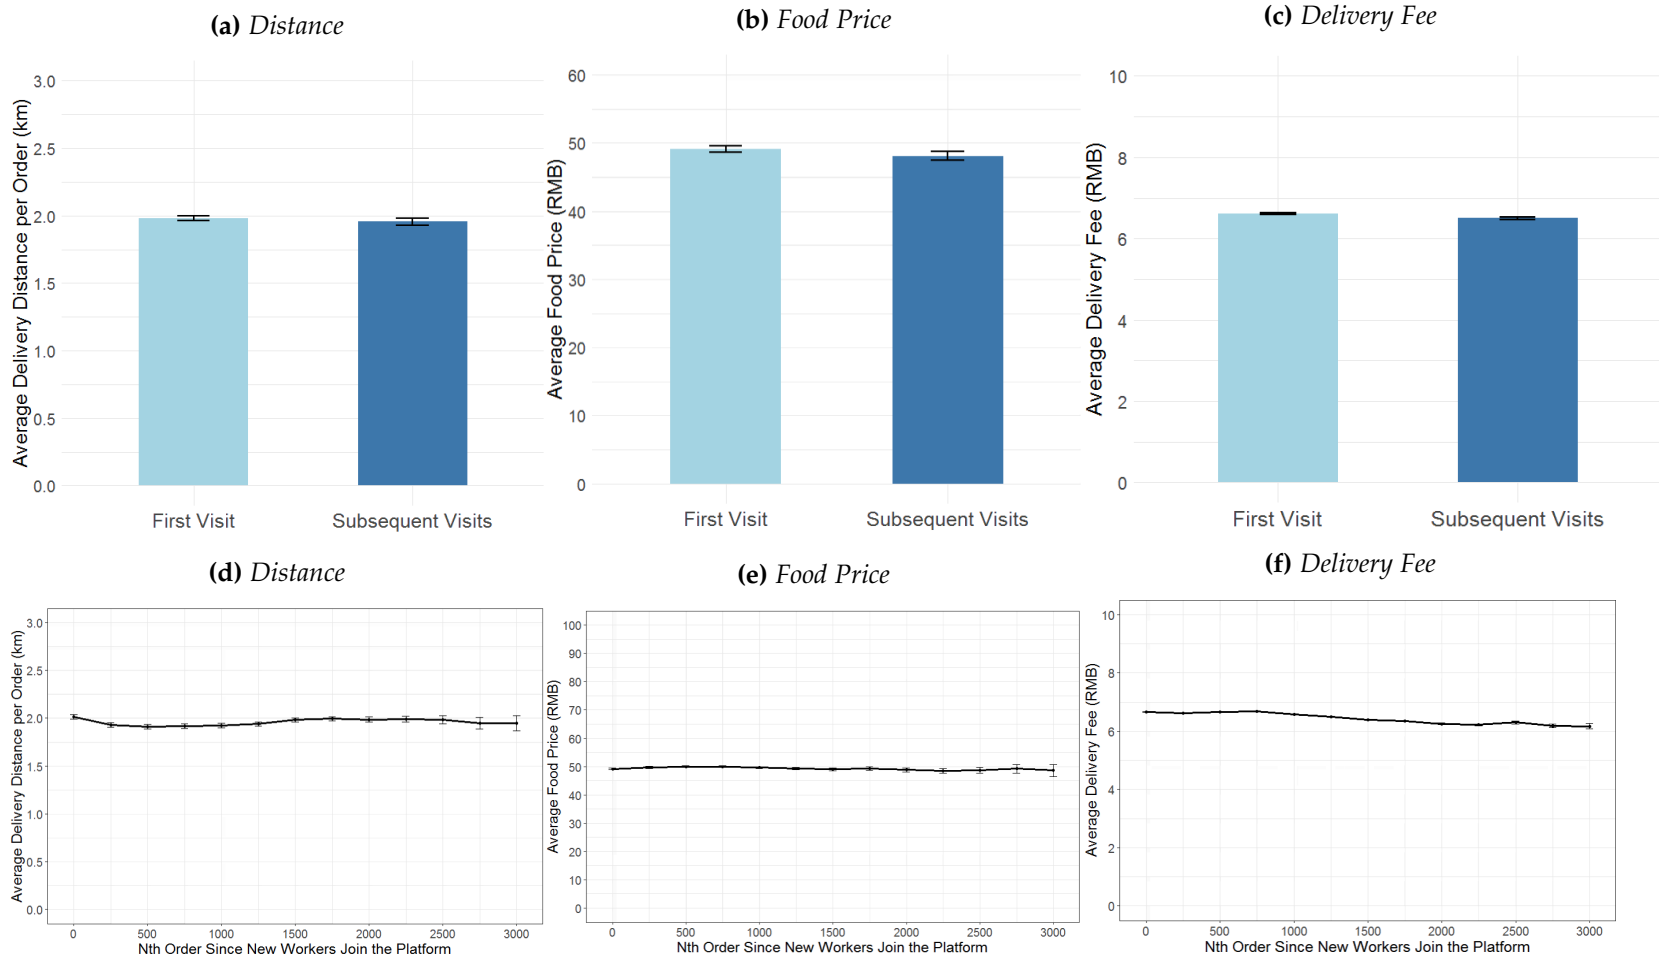 (a) Distance
(b) Food Price
(c) Delivery Fee
Average Delivery Distance per Order (km)
3.0
2.5
2.0
1.5
1.0
0.5
0.0
First Visit
Subsequent Visits
Average Food Price (RMB)
60
50
40
30
20
10
0
First Visit
Subsequent Visits
Average Delivery Fee (RMB)
10
8
6
4
2
0
First Visit
Subsequent Visits
(d) Distance
(e) Food Price
(f) Delivery Fee
Average Delivery Distance per Order (km)
3.0
2.5
2.0
1.5
1.0
0.5
0.0
0 500 1000 1500 2000 2500 3000
Nth Order Since New Workers Join the Platform
Average Food Price (RMB)
100
90
80
70
60
50
40
30
20
10
0
0 500 1000 1500 2000 2500 3000
Nth Order Since New Workers Join the Platform
Average Delivery Fee (RMB)
10
8
6
4
2
0
0 500 1000 1500 2000 2500 3000
Nth Order Since New Workers Join the Platform